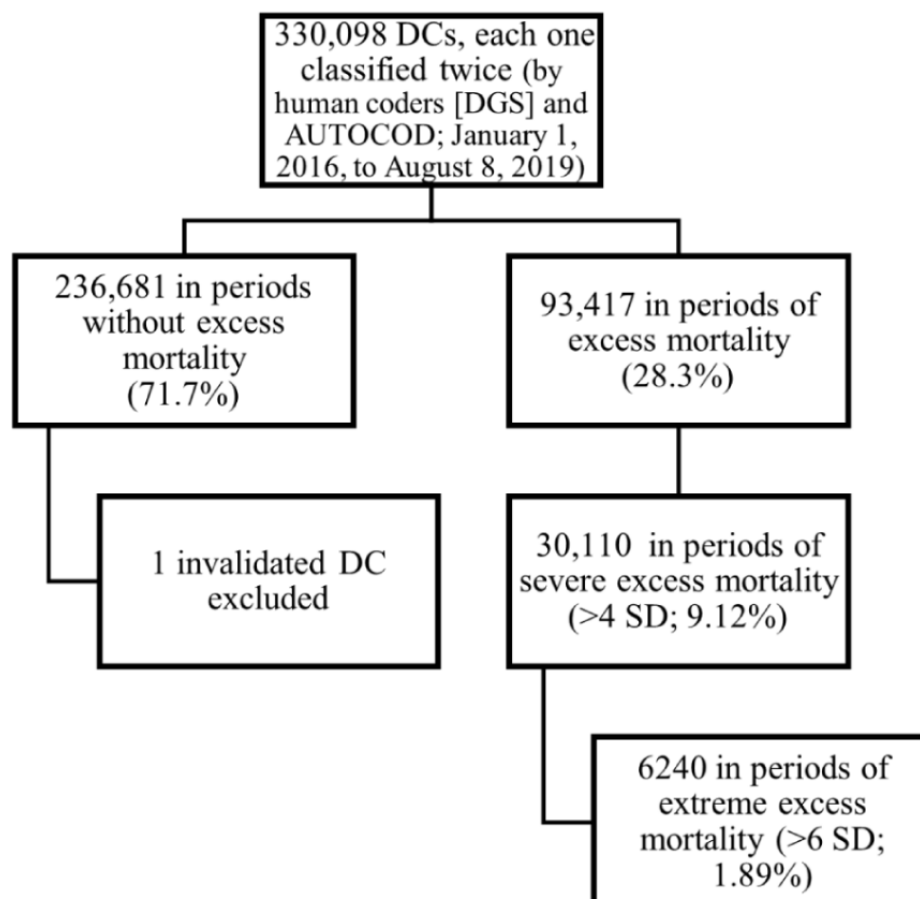 330,098 DCs, each one
classified twice (by
human coders [DGS] and
AUTOCOD; January 1,
2016, to August 8, 2019)
236,681 in periods
without excess
mortality
(71.7%)
93,417 in periods of
excess mortality
(28.3%)
1 invalidated DC
excluded
30,110 in periods of
severe excess mortality
(>4 SD; 9.12%)
6240 in periods of
extreme excess
mortality (>6 SD;
1.89%)